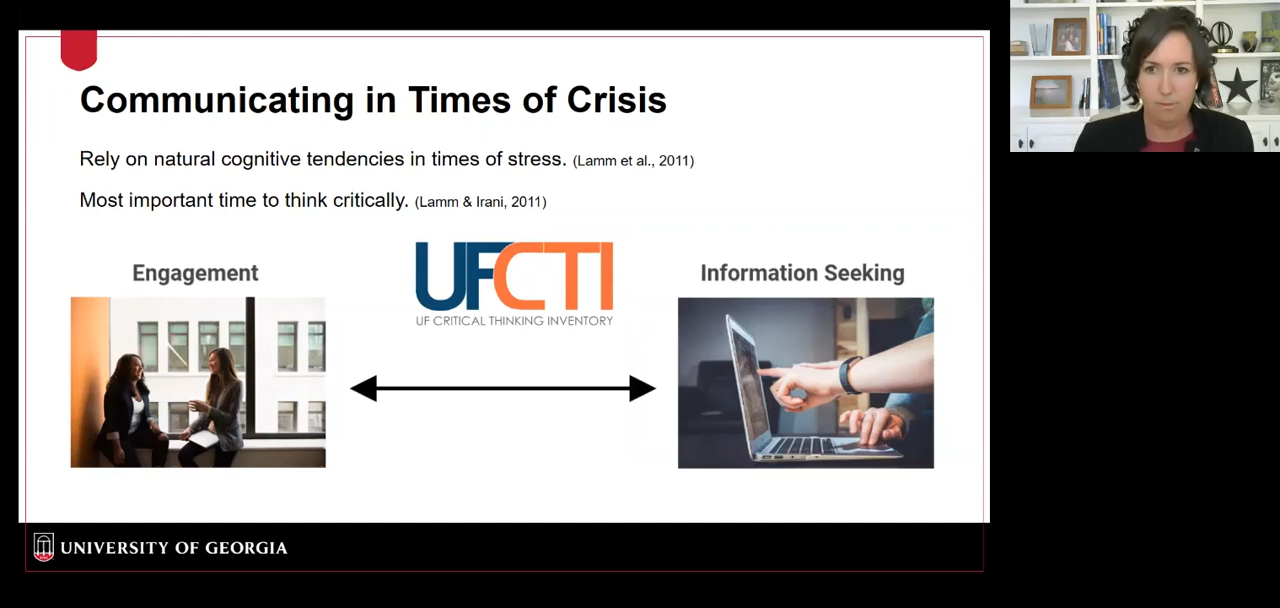 Communicating in Times of Crisis
Rely on natural cognitive tendencies in times of stress. (Lamm et al., 2011)
Most important time to think critically. (Lamm & Irani, 2011)
Engagement
UFCTI
UF CRITICAL THINKING INVENTORY
Information Seeking
UNIVERSITY OF GEORGIA